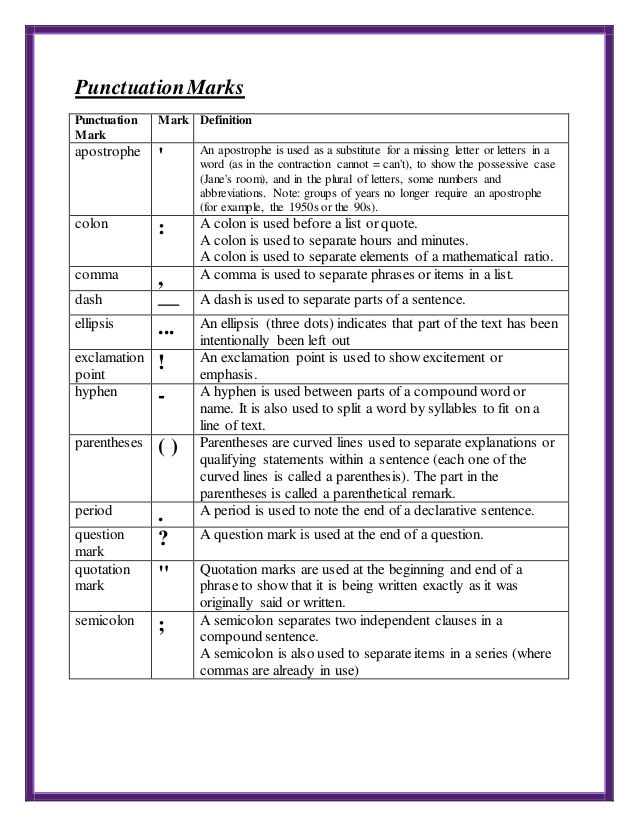 Punctuation Marks
Punctuation Mark Definition
Mark
apostrophe ' An apostrophe is used as a substitute for a missing letter or letters in a
word (as in the contraction cannot = can't), to show the possessive case
(Jane's room), and in the plural of letters, some numbers and
abbreviations. Note: groups of years no longer require an apostrophe
(for example, the 1950s or the 90s).
colon : A colon is used before a list or quote.
A colon is used to separate hours and minutes.
A colon is used to separate elements of a mathematical ratio.
comma , A comma is used to separate phrases or items in a list.
dash — A dash is used to separate parts of a sentence.
ellipsis ... An ellipsis (three dots) indicates that part of the text has been
intentionally been left out
exclamation ! An exclamation point is used to show excitement or
point emphasis.
hyphen - A hyphen is used between parts of a compound word or
name. It is also used to split a word by syllables to fit on a
line of text.
parentheses ( ) Parentheses are curved lines used to separate explanations or
qualifying statements within a sentence (each one of the
curved lines is called a parenthesis). The part in the
parentheses is called a parenthetical remark.
period . A period is used to note the end of a declarative sentence.
question ? A question mark is used at the end of a question.
mark
quotation " Quotation marks are used at the beginning and end of a
mark phrase to show that it is being written exactly as it was
originally said or written.
semicolon ; A semicolon separates two independent clauses in a
compound sentence.
A semicolon is also used to separate items in a series (where
commas are already in use)